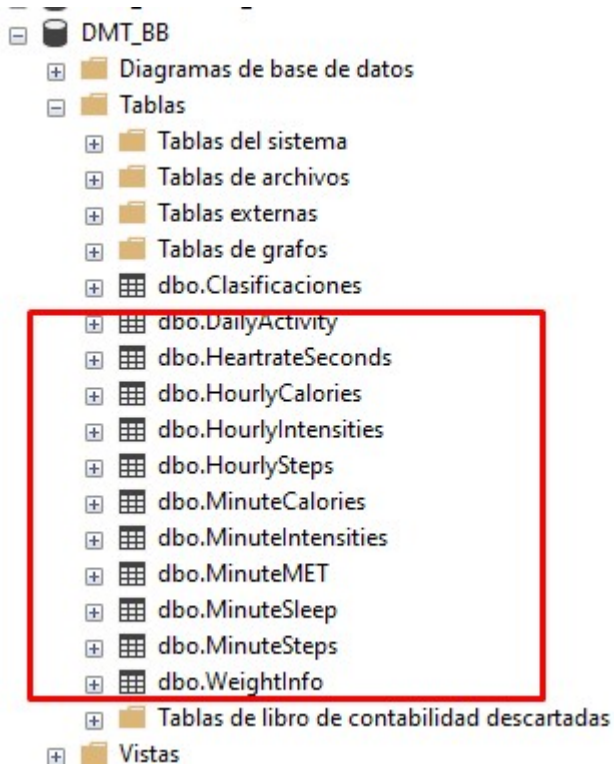 DMT_BB
Diagramas de base de datos
Tablas
Tablas del sistema
Tablas de archivos
Tablas externas
Tablas de grafos
dbo.Clasificaciones
dbo.DailyActivity
dbo.HeartrateSeconds
dbo.HourlyCalories
dbo.HourlyIntensities
dbo.HourlySteps
dbo.MinuteCalories
dbo.MinuteIntensities
dbo.MinuteMET
dbo.MinuteSleep
dbo.MinuteSteps
dbo.WeightInfo
Tablas de libro de contabilidad descartadas
Vistas